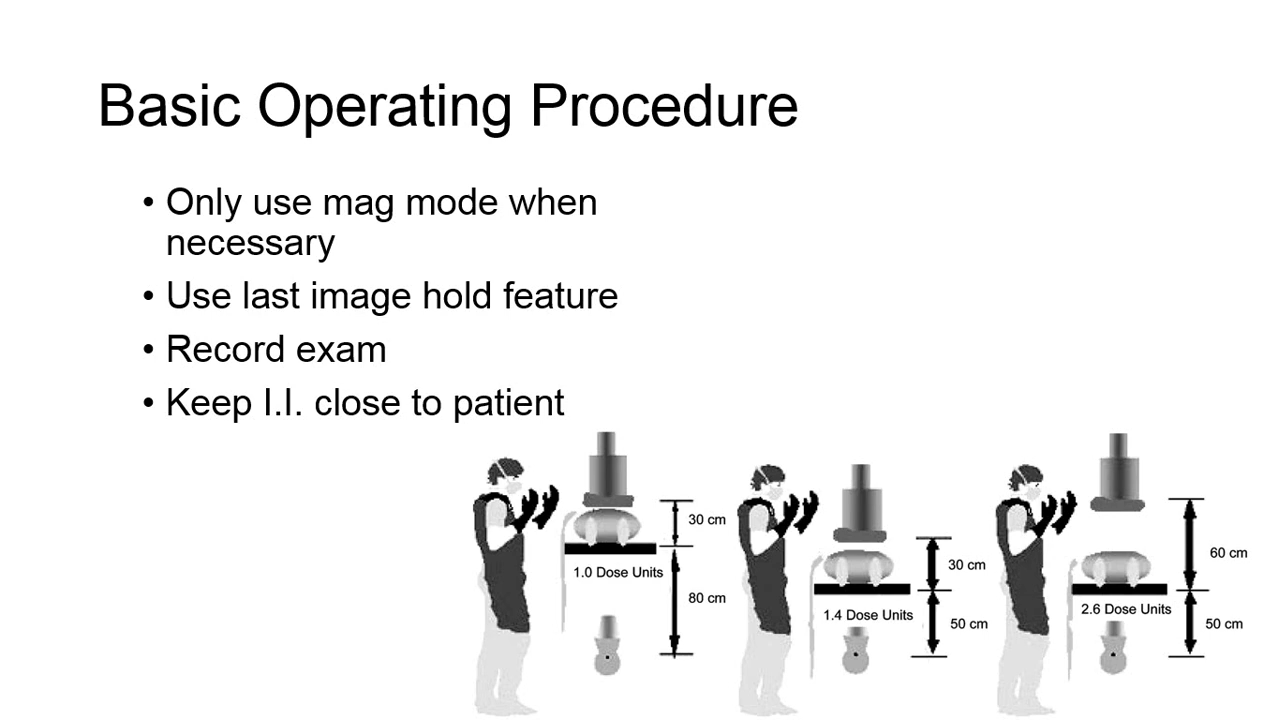 Basic Operating Procedure
• Only use mag mode when
necessary
• Use last image hold feature
• Record exam
• Keep I.I. close to patient
30 cm
1.0 Dose Units
80 cm
30 cm
1.4 Dose Units
50 cm
60 cm
2.6 Dose Units
50 cm